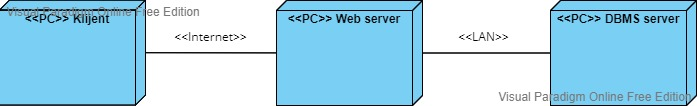 Visual Paradigm Online Free Edition
<<PC>> Klijent
<<Internet>>
<<PC>> Web server
<<LAN>>
<<PC>> DBMS server
Visual Paradigm Online Free Edition